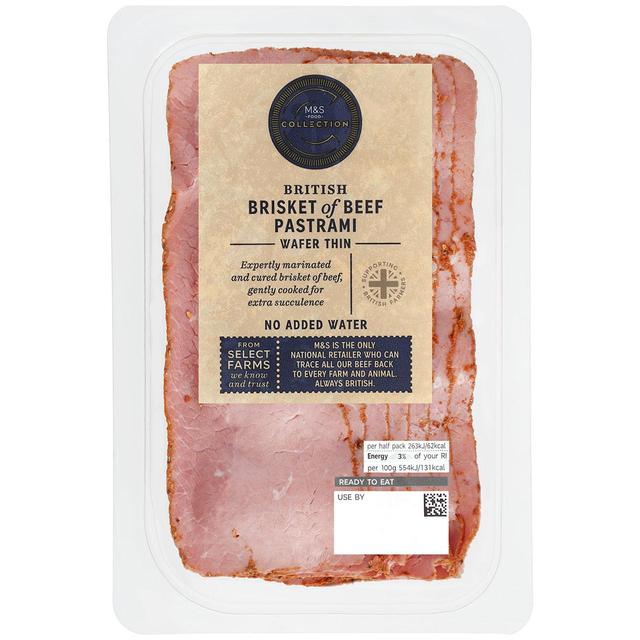 M&S
FOOD
COLLECTION
BRITISH
BRISKET of BEEF
PASTRAMI
WAFER THIN
Expertly marinated
and cured brisket of beef,
gently cooked for
extra succulence
SUPPORTING
BRITISH FARMERS
NO ADDED WATER
FROM
SELECT
FARMS
we know
and trust
M&S IS THE ONLY
NATIONAL RETAILER WHO CAN
TRACE ALL OUR BEEF BACK
TO EVERY FARM AND ANIMAL.
ALWAYS BRITISH.
per half pack 263kJ/62kcal
Energy 3% of your RI
per 100g 554kJ/131kcal
READY TO EAT
USE BY